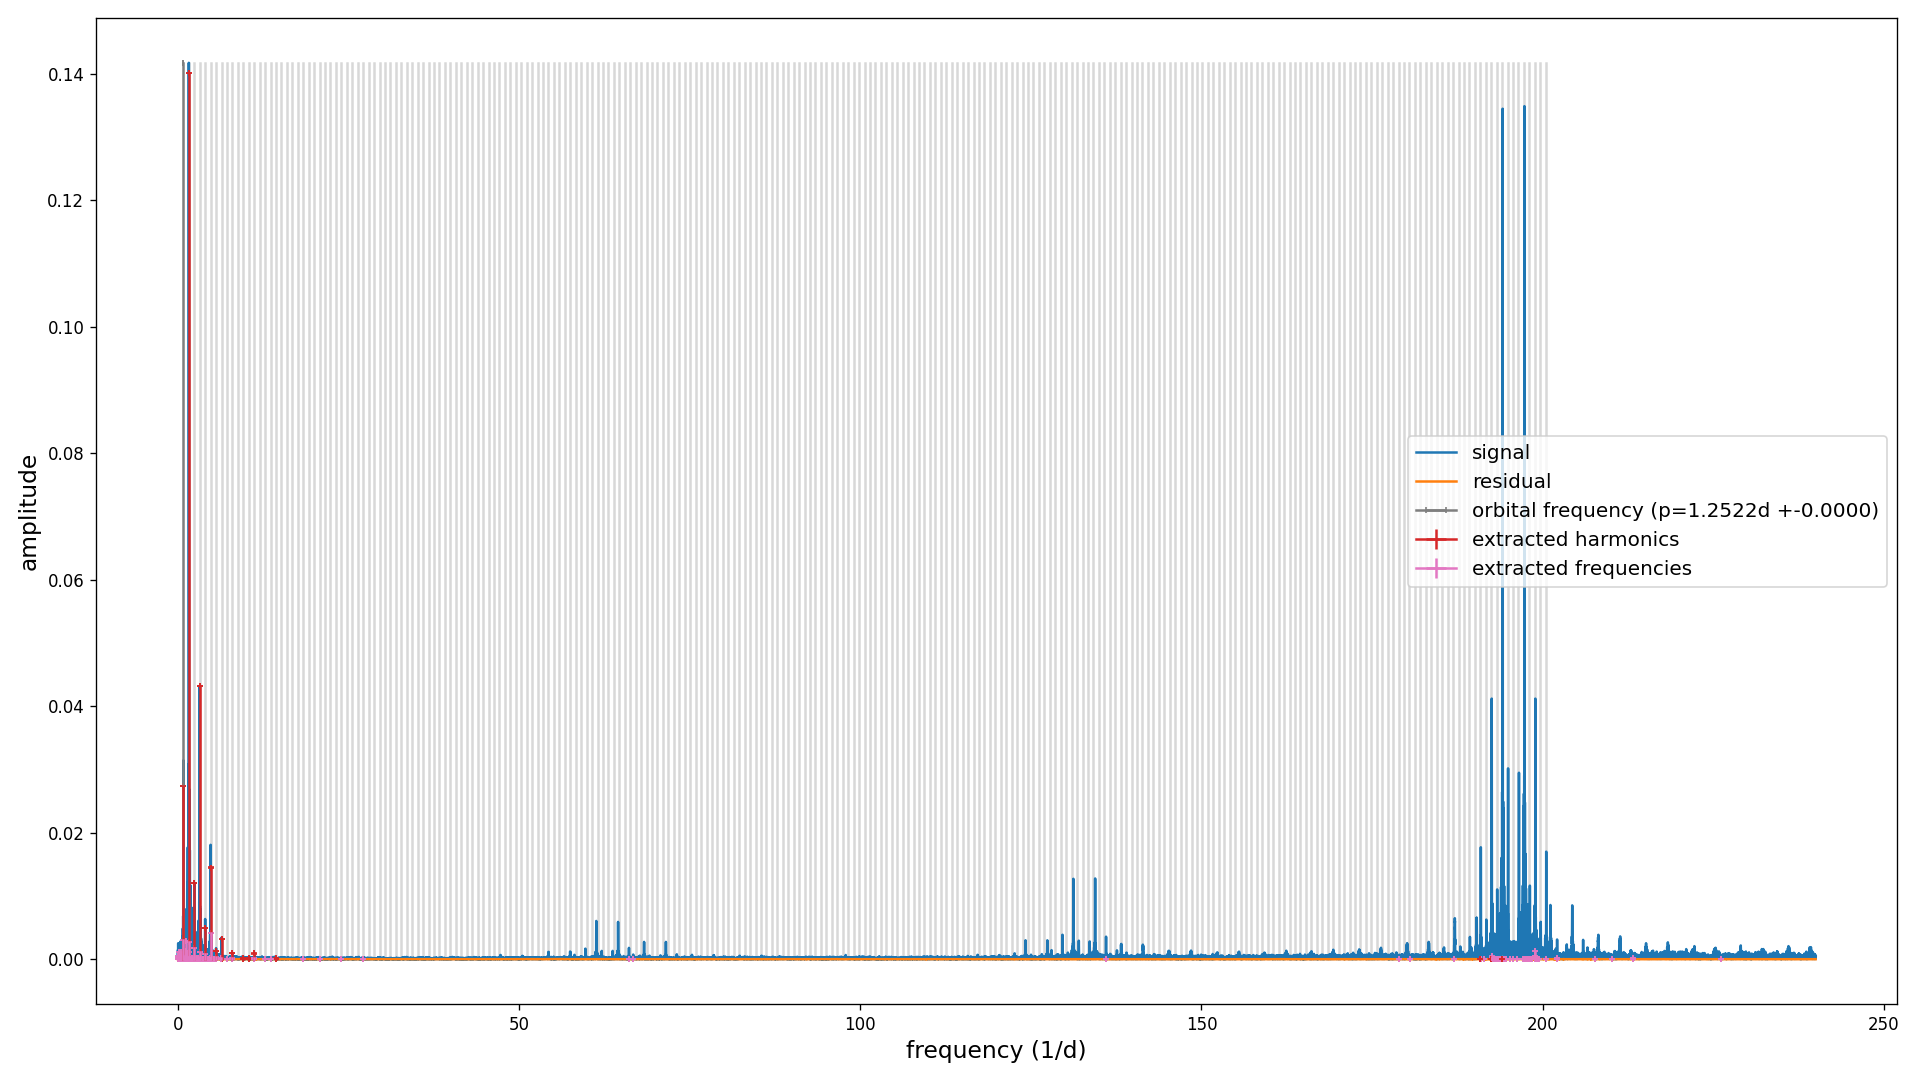 0.14
0.12
0.10
0.08
0.06
0.04
0.02
0.00
amplitude
signal
residual
orbital frequency (p=1.2522d +-0.0000)
extracted harmonics
extracted frequencies
0 50 100 150 200 250
frequency (1/d)